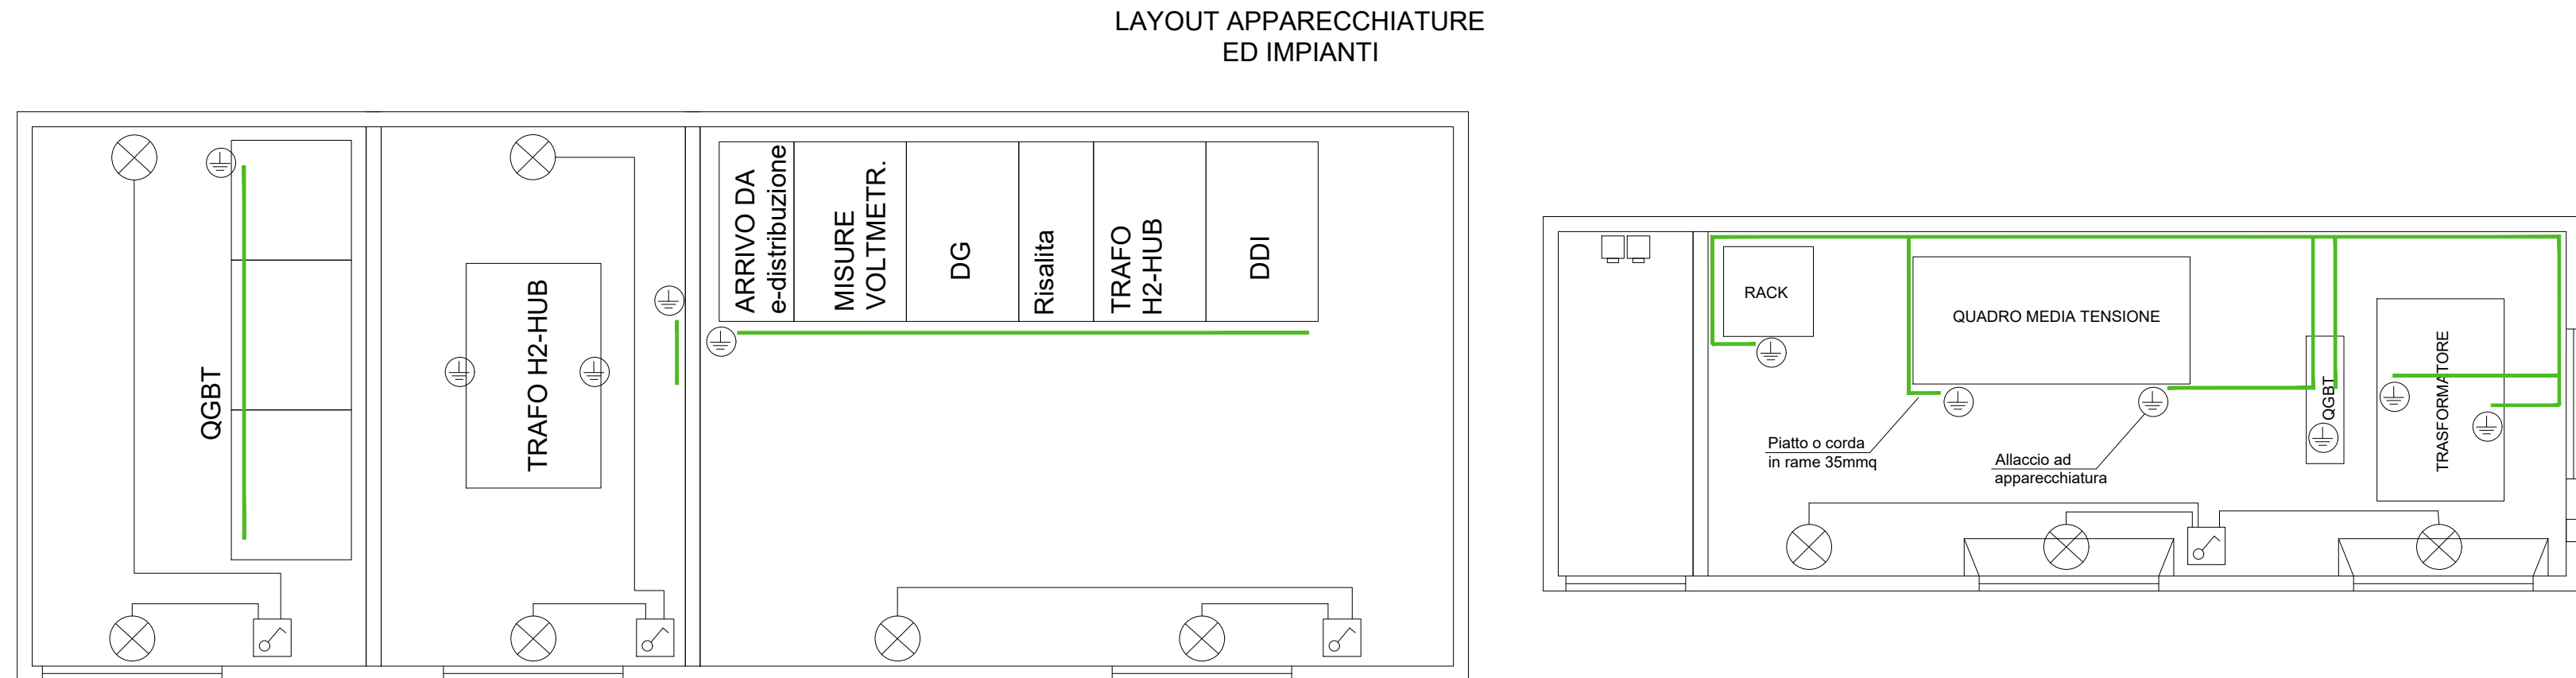 LAYOUT APPARECCHIATURE
ED IMPIANTI
QGBT
TRAFO H2-HUB
ARRIVO DA
e-distribuzione
MISURE
VOLTMETR.
DG
Risalita
TRAFO
H2-HUB
DDI
RACK
QUADRO MEDIA TENSIONE
QGBT
TRASFORMATORE
Piatto o corda
in rame 35mmq
Allaccio ad
apparecchiatura